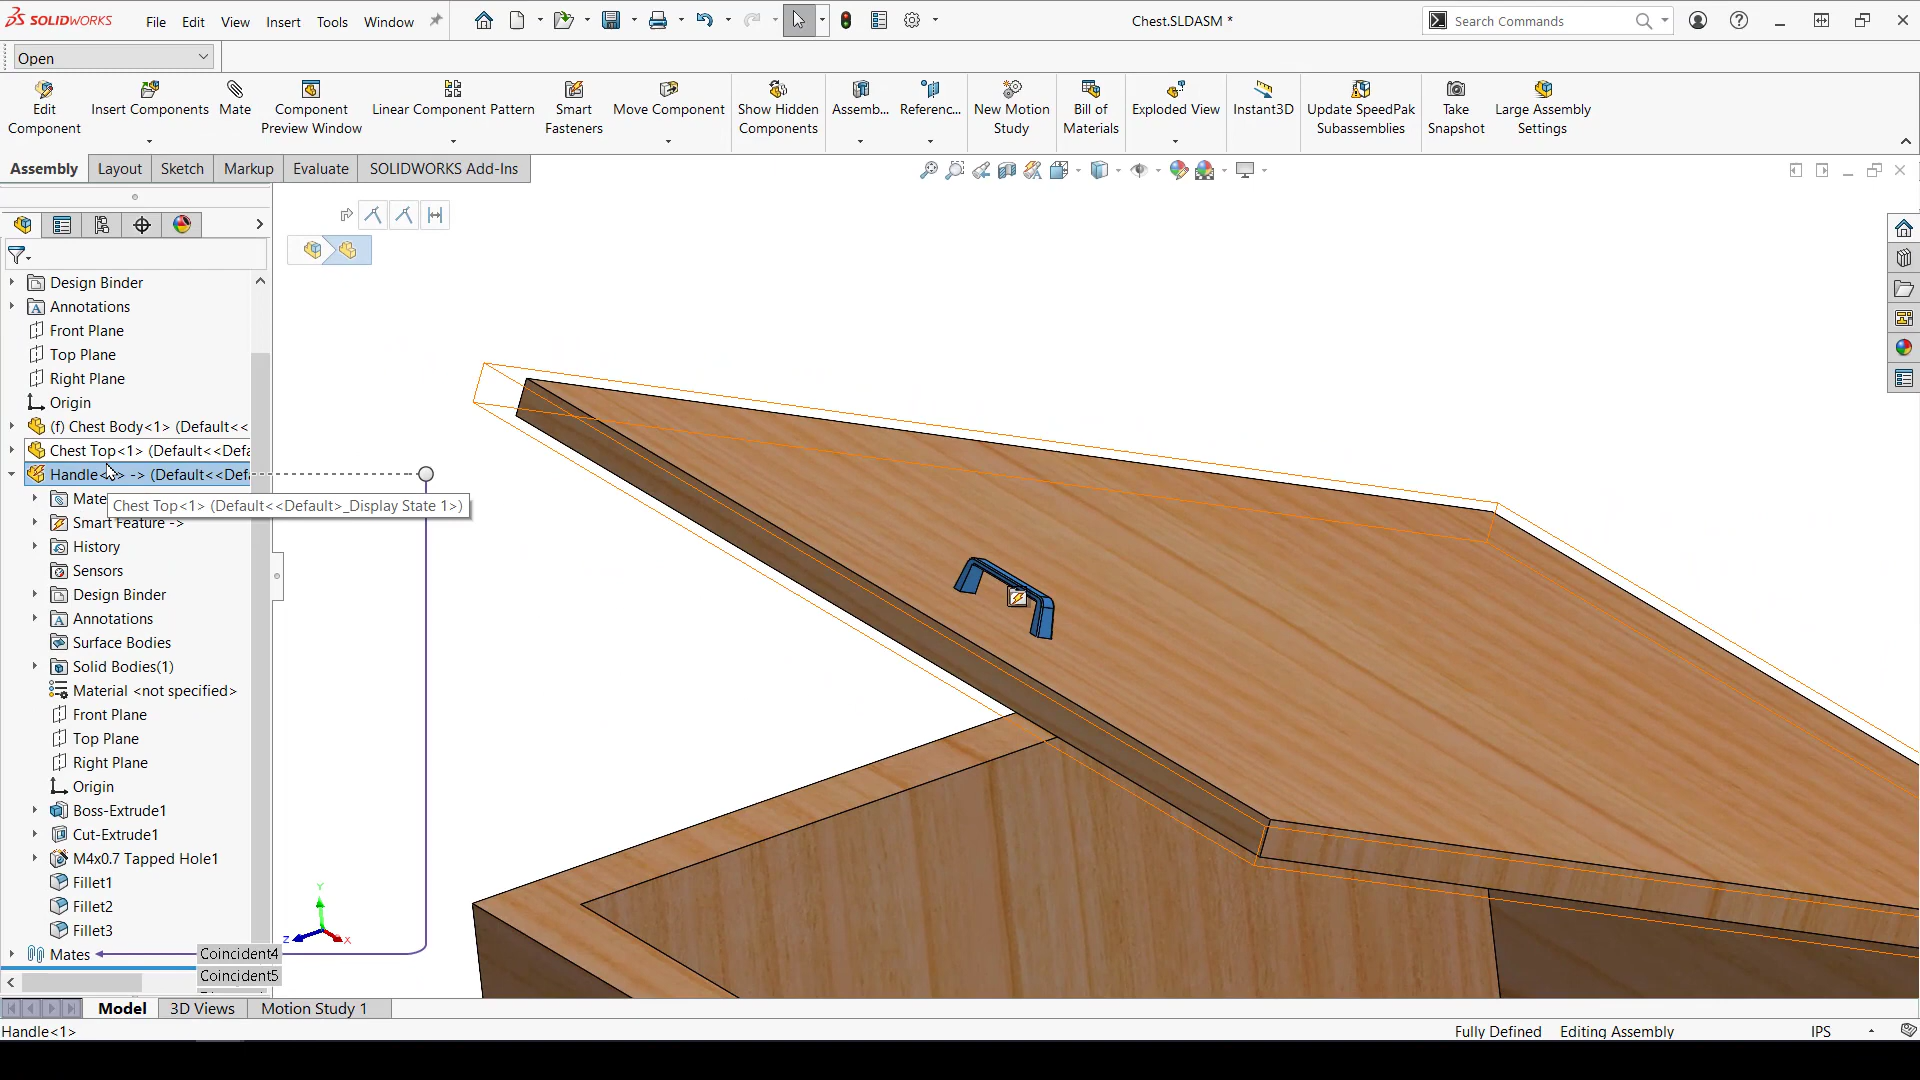 SOLIDWORKS File Edit View Insert Tools Window Chest.SLDASM * Search Commands
Open
Edit Component
Insert Components
Mate
Component Preview Window
Linear Component Pattern
Smart Fasteners
Move Component
Show Hidden Components
Assemb...
Referenc...
New Motion Study
Bill of Materials
Exploded View
Instant3D
Update SpeedPak Subassemblies
Take Snapshot
Large Assembly Settings
Assembly Layout Sketch Markup Evaluate SOLIDWORKS Add-Ins
Design Binder
Annotations
Front Plane
Top Plane
Right Plane
Origin
(f) Chest Body<1> (Default<<
Chest Top<1> (Default<<Defa
Handle<1> -> (Default<<Defa
Mate
Chest Top<1> (Default<<Default>_Display State 1>)
Smart Feature ->
History
Sensors
Design Binder
Annotations
Surface Bodies
Solid Bodies(1)
Material <not specified>
Front Plane
Top Plane
Right Plane
Origin
Boss-Extrude1
Cut-Extrude1
M4x0.7 Tapped Hole1
Fillet1
Fillet2
Fillet3
Mates
Coincident4
Coincident5
Y
Z
X
Model 3D Views Motion Study 1
Handle<1> Fully Defined Editing Assembly IPS